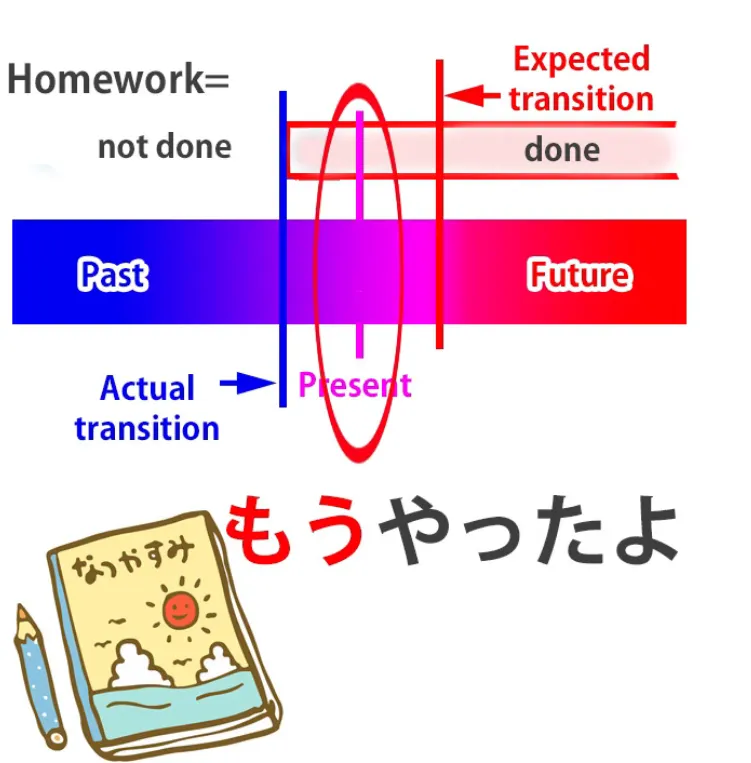 Homework=
Expected
transition
not done
done
Past
Future
Actual
transition
Present
もうやったよ
なつやすみ